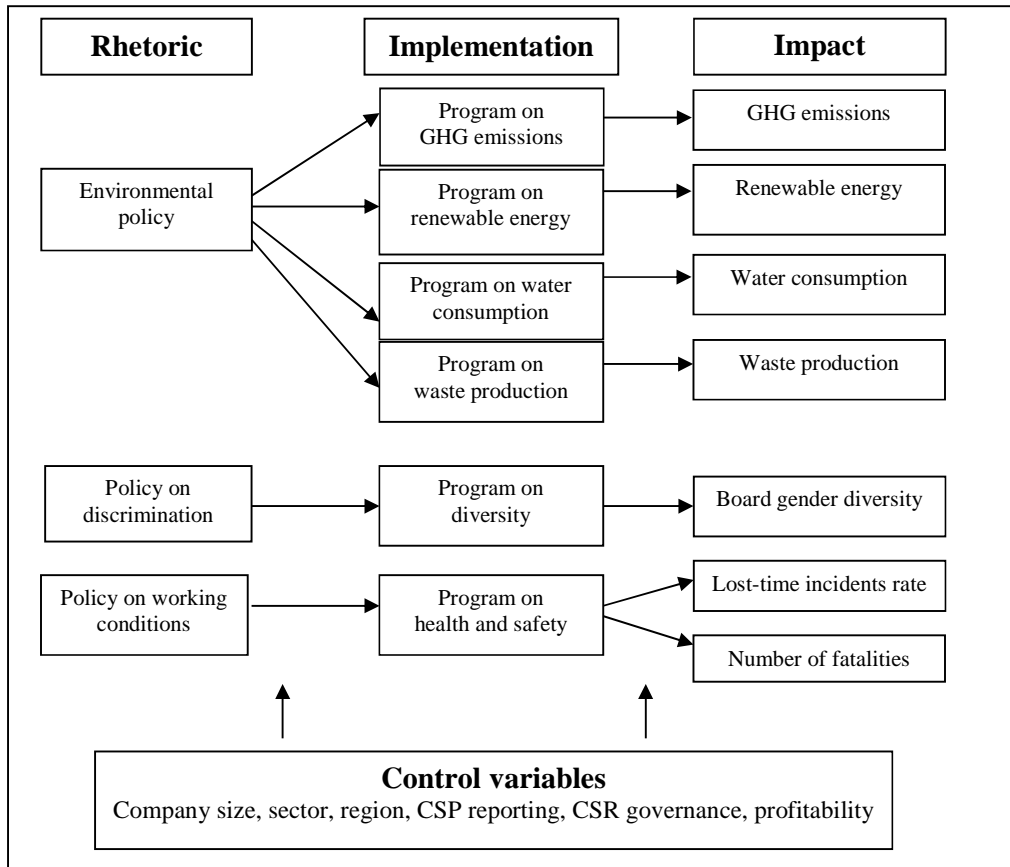 Rhetoric
Implementation
Impact
Program on
GHG emissions
GHG emissions
Environmental
policy
Program on
renewable energy
Renewable energy
Program on water
consumption
Water consumption
Program on
waste production
Waste production
Policy on
discrimination
Program on
diversity
Board gender diversity
Policy on working
conditions
Program on
health and safety
Lost-time incidents rate
Number of fatalities
Control variables
Company size, sector, region, CSP reporting, CSR governance, profitability